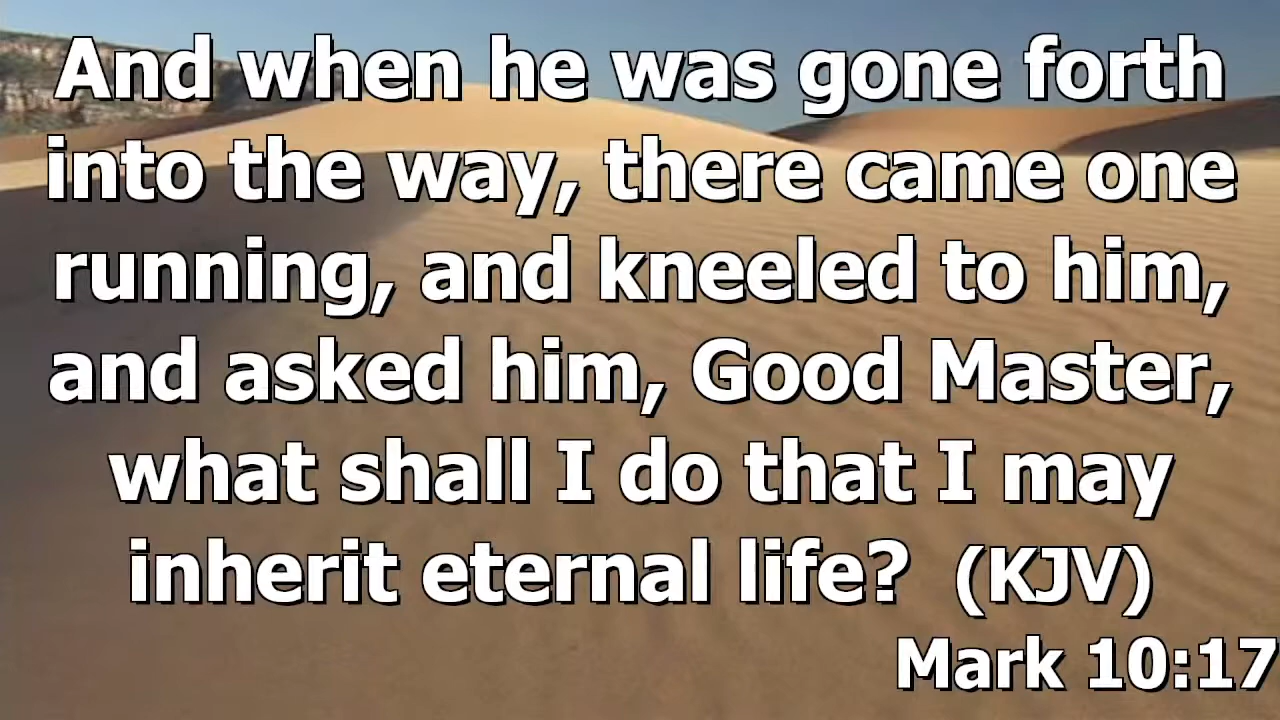 And when he was gone forth
into the way, there came one
running, and kneeled to him,
and asked him, Good Master,
what shall I do that I may
inherit eternal life?  (KJV)
Mark 10:17